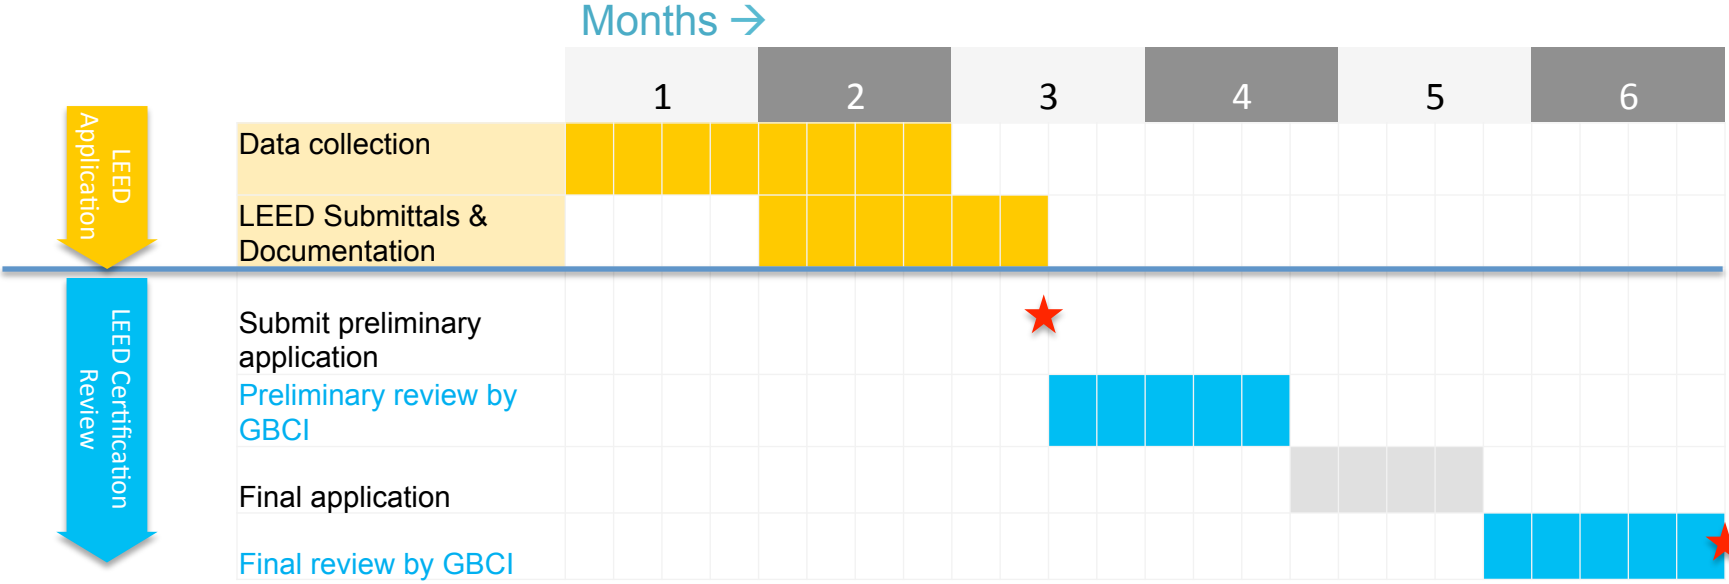 Months →
1 2 3 4 5 6
LEED
Application
Data collection
LEED Submittals &
Documentation
LEED Certification
Review
Submit preliminary
application
Preliminary review by
GBCI
Final application
Final review by GBCI